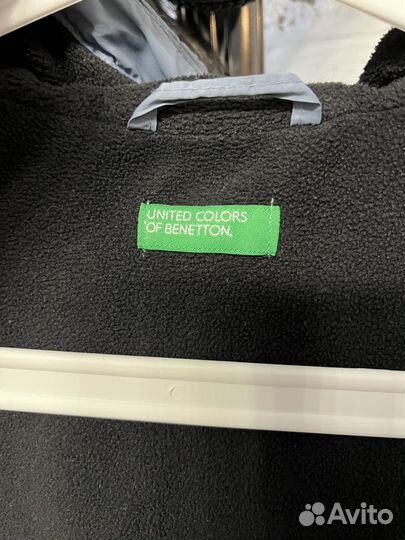 UNITED COLORS
OF BENETTON.
Avito